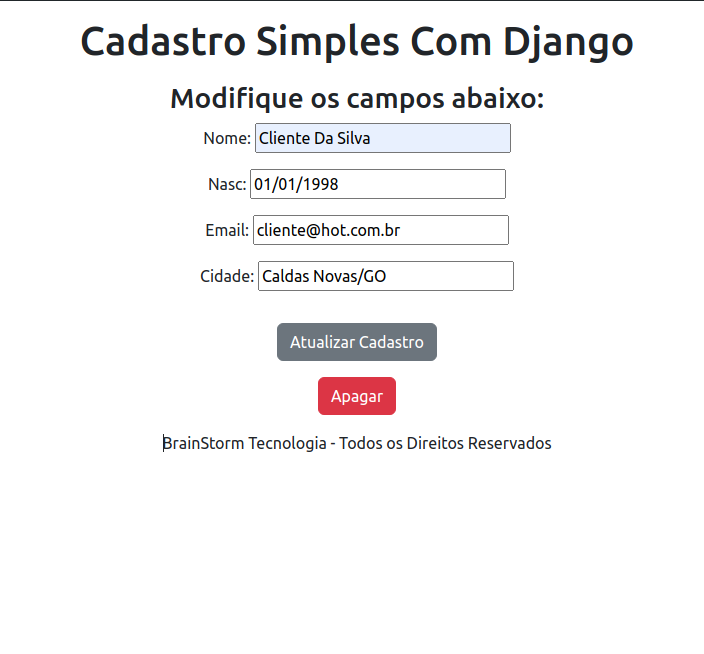 Cadastro Simples Com Django
Modifique os campos abaixo:
Nome: Cliente Da Silva
Nasc: 01/01/1998
Email: cliente@hot.com.br
Cidade: Caldas Novas/GO
Atualizar Cadastro
Apagar
BrainStorm Tecnologia - Todos os Direitos Reservados